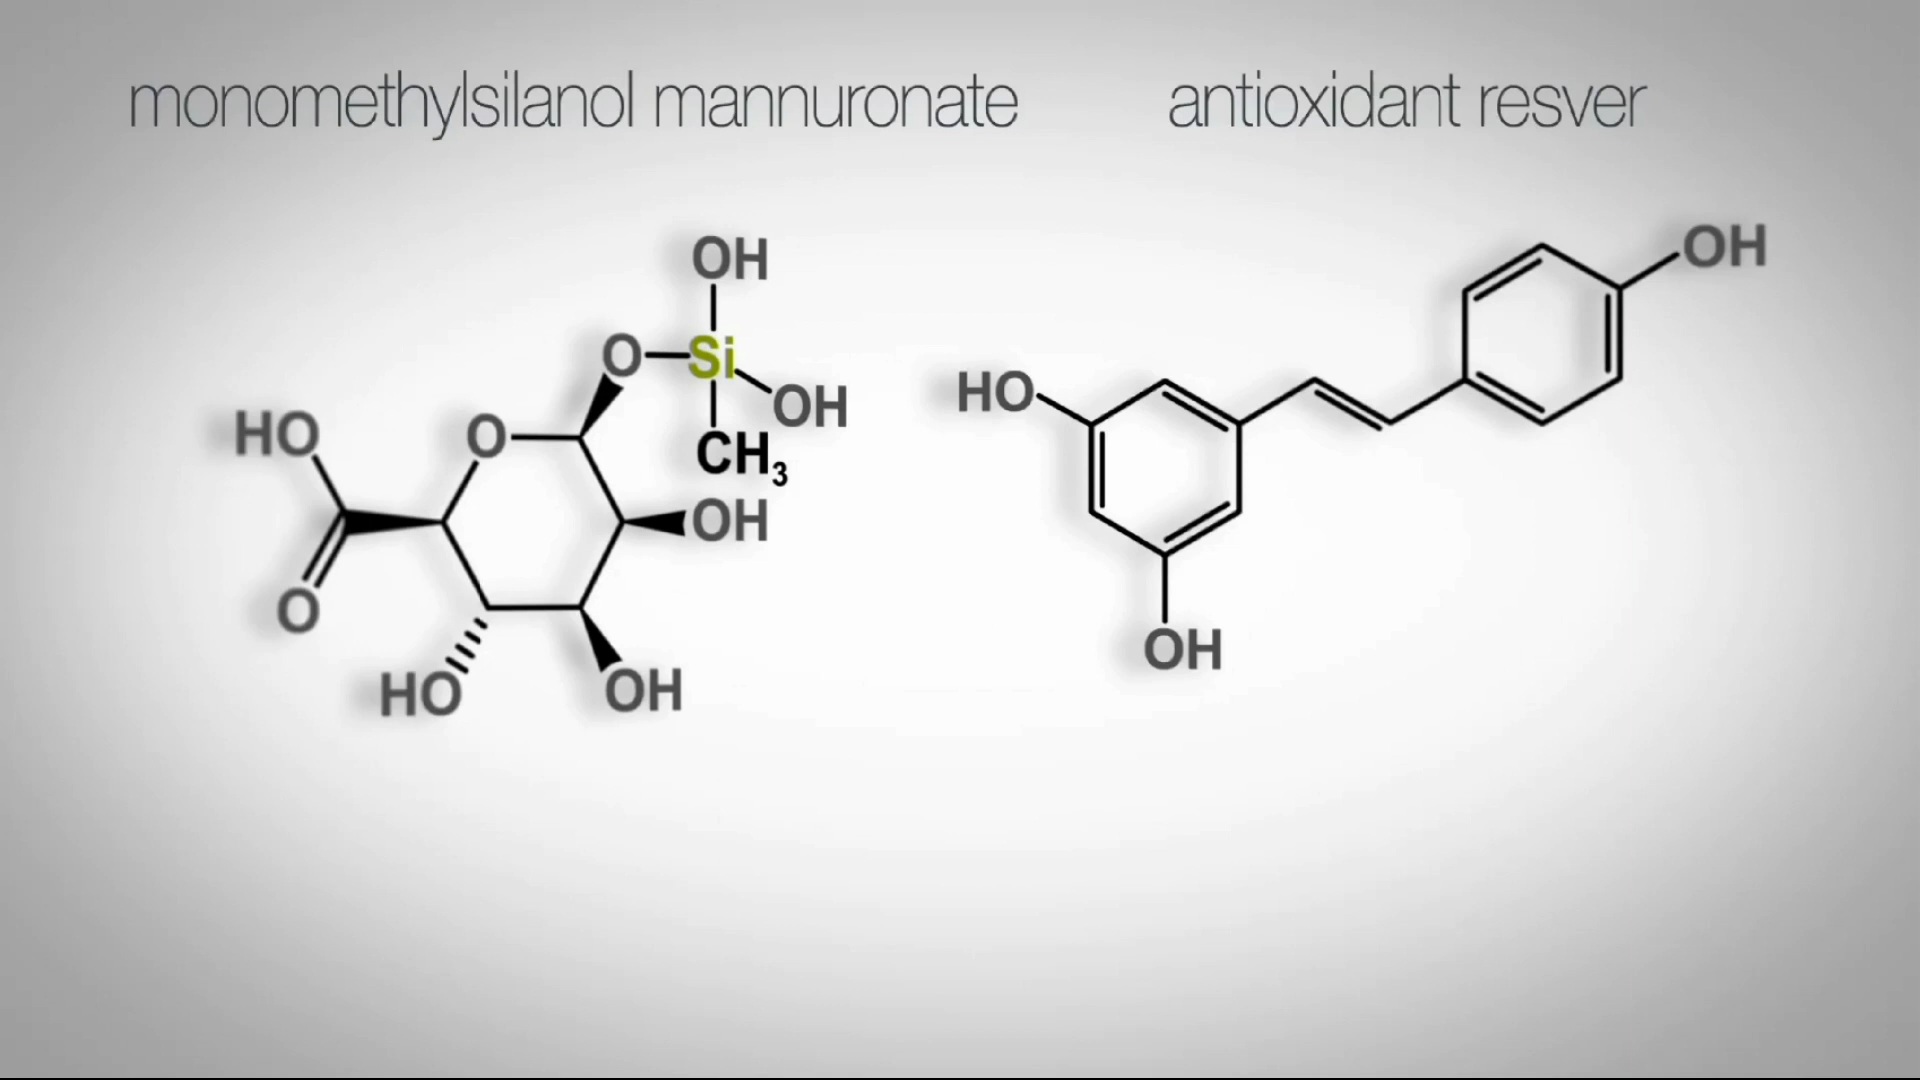 monomethylsilanol mannuronate
antioxidant resver
OH
O
Si
OH
CH3
HO
O
OH
O
HO
OH
OH
HO
OH